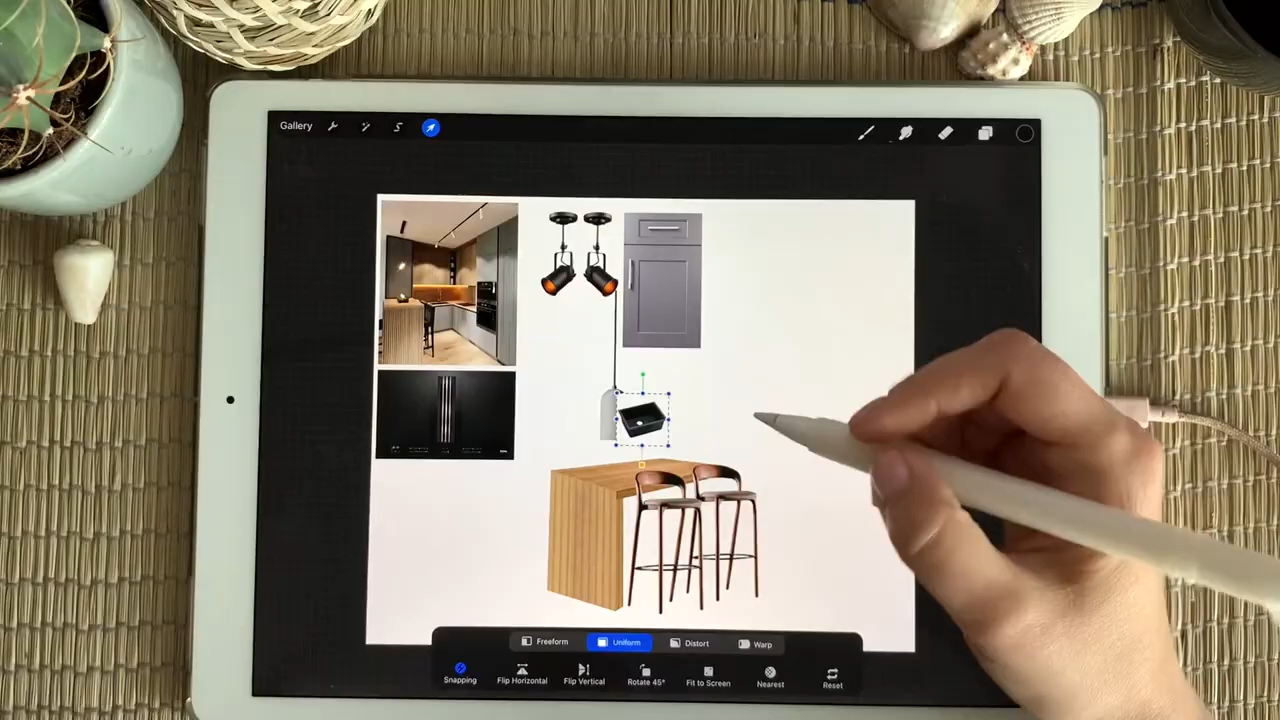 Gallery
Freeform
Uniform
Distort
Warp
Snapping
Flip Horizontal
Flip Vertical
Rotate 45°
Fit to Screen
Nearest
Reset